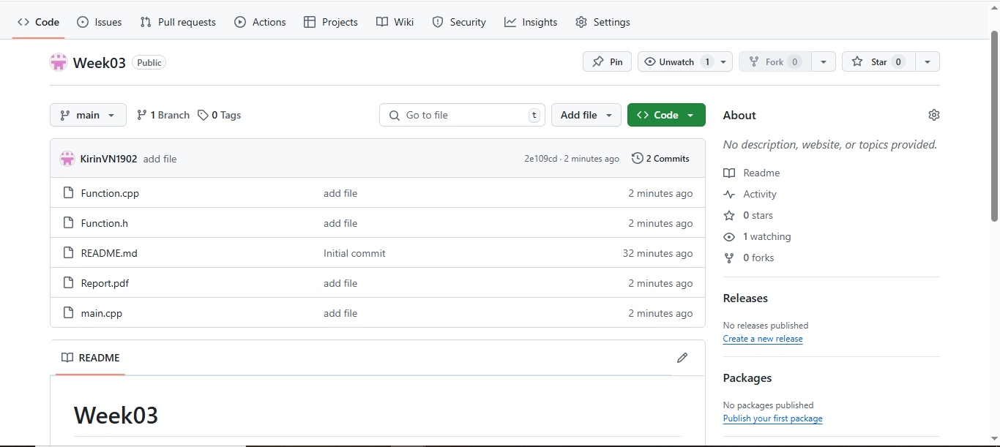 Code Issues Pull requests Actions Projects Wiki Security Insights Settings
Week03 Public Pin Unwatch 1 Fork 0 Star 0
main 1 Branch 0 Tags Go to file t Add file Code
KirinVN1902 add file 2e109cd · 2 minutes ago 2 Commits
Function.cpp add file 2 minutes ago
Function.h add file 2 minutes ago
README.md Initial commit 32 minutes ago
Report.pdf add file 2 minutes ago
main.cpp add file 2 minutes ago
README
Week03
About
No description, website, or topics provided.
Readme
Activity
0 stars
1 watching
0 forks
Releases
No releases published
Create a new release
Packages
No packages published
Publish your first package